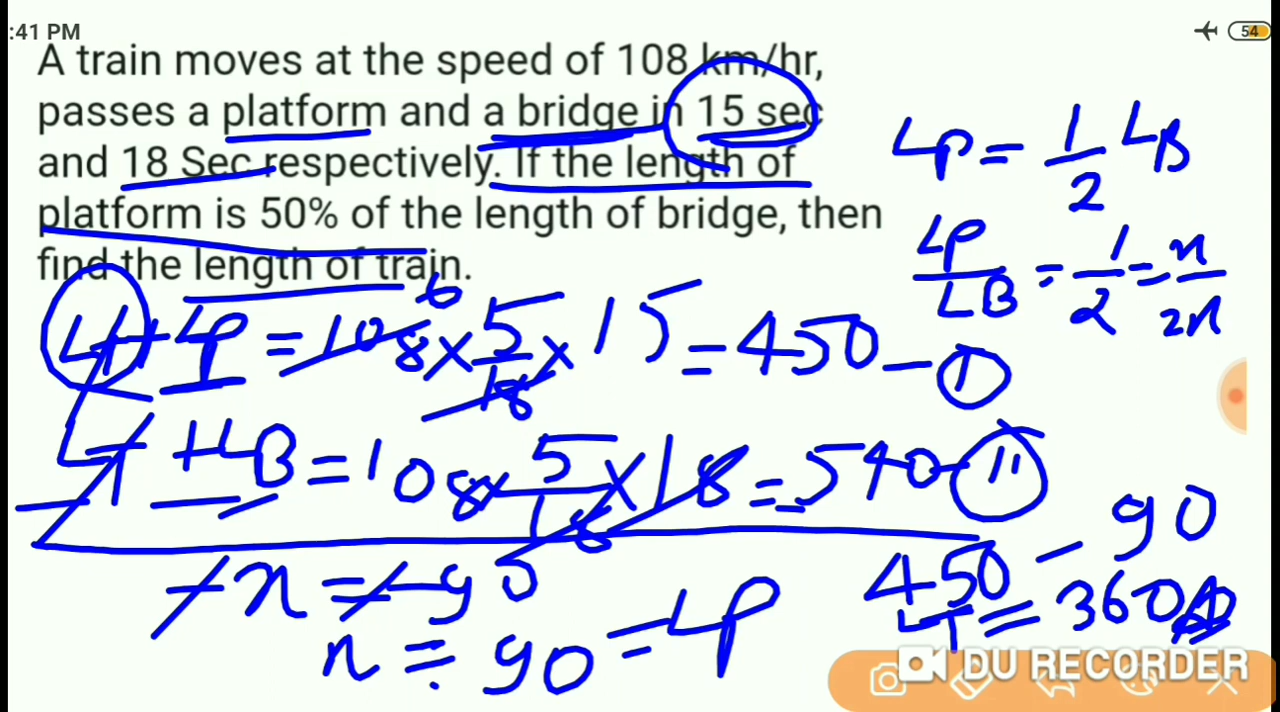 :41 PM
54
A train moves at the speed of 108 km/hr,
passes a platform and a bridge in 15 sec
and 18 Sec respectively. If the length of
platform is 50% of the length of bridge, then
find the length of train.
LP = 1/2 LB
LP/LB = 1/2 = x/2x
LT + LP = 108 6 × 5/18 × 15 = 450 - ①
LT + LB = 108 × 5/18 × 18 = 540 - ⑪
-x = -90
x = 90 = LP
450 - 90
LT = 360
DU RECORDER